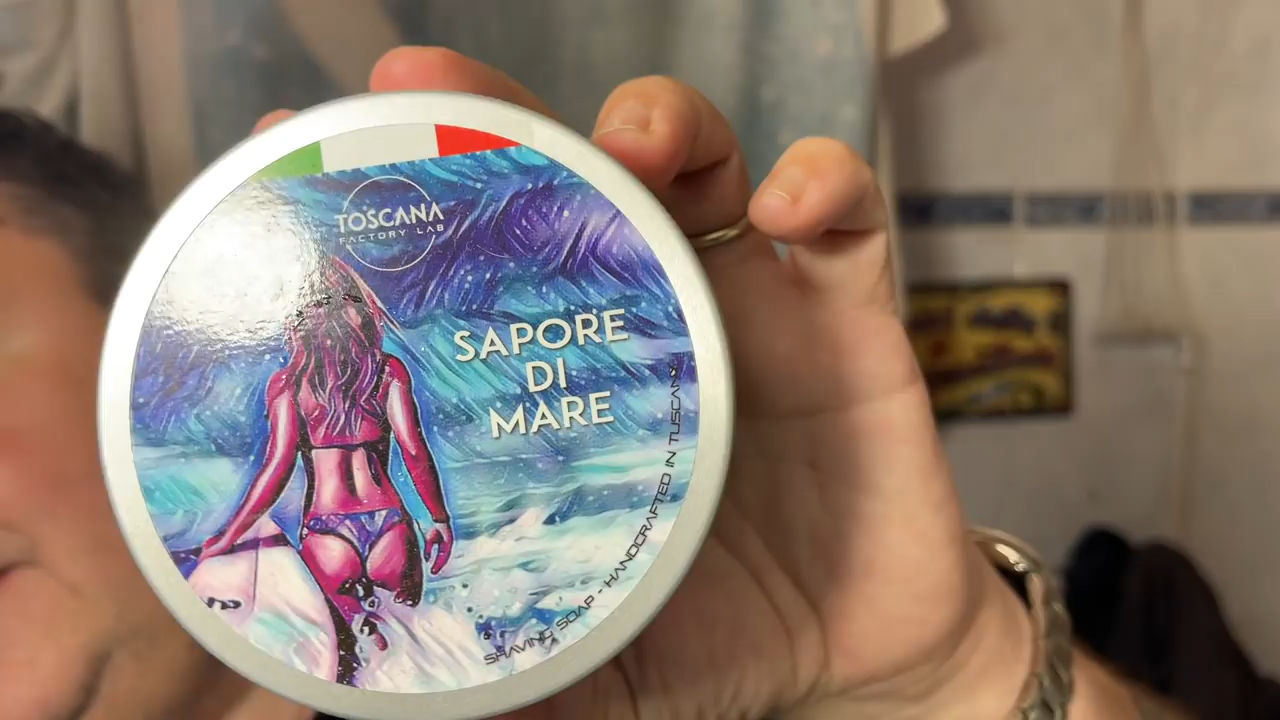 TOSCANA
FACTORY LAB
SAPORE
DI
MARE
SHAVING SOAP - HANDCRAFTED IN TUSCANY